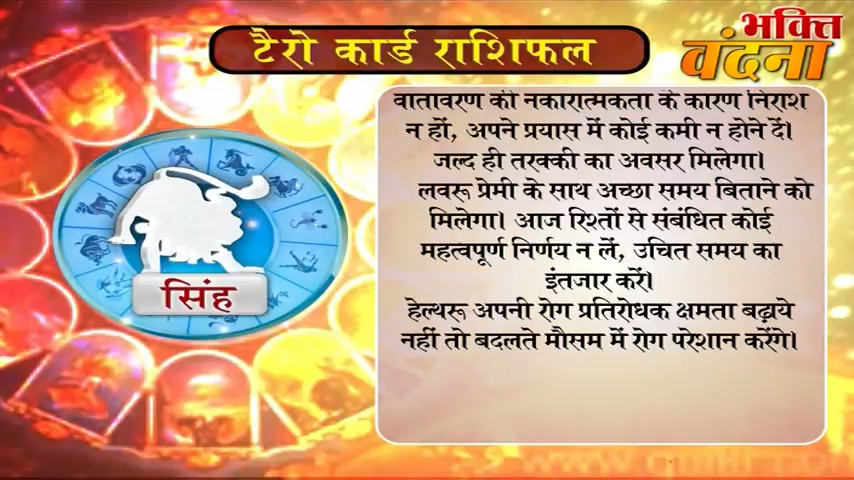 टैरो कार्ड राशिफल
भक्ति
वंदना
वातावरण की नकारात्मकता के कारण निराश
न हों, अपने प्रयास में कोई कमी न होने दें।
जल्द ही तरक्की का अवसर मिलेगा।
लवरू प्रेमी के साथ अच्छा समय बिताने को
मिलेगा। आज रिश्तों से संबंधित कोई
महत्वपूर्ण निर्णय न लें, उचित समय का
इंतजार करें।
हेल्थरू अपनी रोग प्रतिरोधक क्षमता बढ़ाये
नहीं तो बदलते मौसम में रोग परेशान करेंगे।
सिंह